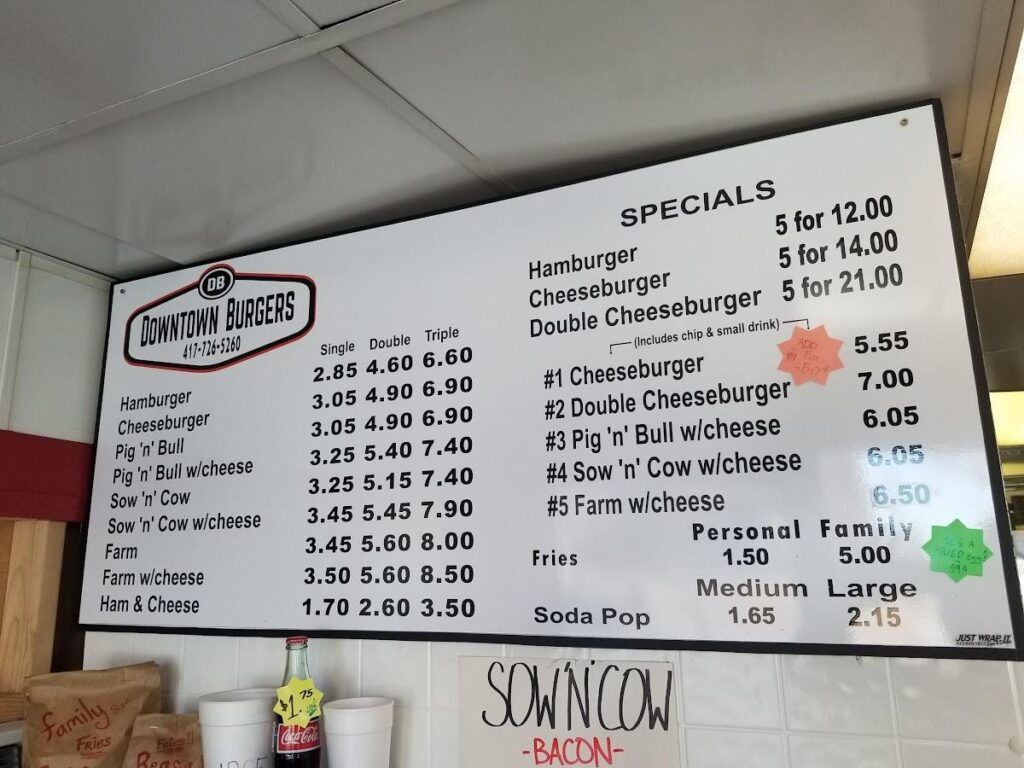 DB
DOWNTOWN BURGERS
417-726-5260
Single Double Triple
Hamburger 2.85 4.60 6.60
Cheeseburger 3.05 4.90 6.90
Pig 'n' Bull 3.05 4.90 6.90
Pig 'n' Bull w/cheese 3.25 5.40 7.40
Sow 'n' Cow 3.25 5.15 7.40
Sow 'n' Cow w/cheese 3.45 5.45 7.90
Farm 3.45 5.60 8.00
Farm w/cheese 3.50 5.60 8.50
Ham & Cheese 1.70 2.60 3.50
SPECIALS
Hamburger 5 for 12.00
Cheeseburger 5 for 14.00
Double Cheeseburger 5 for 21.00
(Includes chip & small drink)
#1 Cheeseburger 5.55
#2 Double Cheeseburger 7.00
#3 Pig 'n' Bull w/cheese 6.05
#4 Sow 'n' Cow w/cheese 6.05
#5 Farm w/cheese 6.50
ADD
Personal Family
Fries 1.50 5.00
Medium Large
Soda Pop 1.65 2.15
FRIED
JUST WRAP IT
family
Fries
$1.75
Coca-Cola
SOW'N'COW
-BACON-